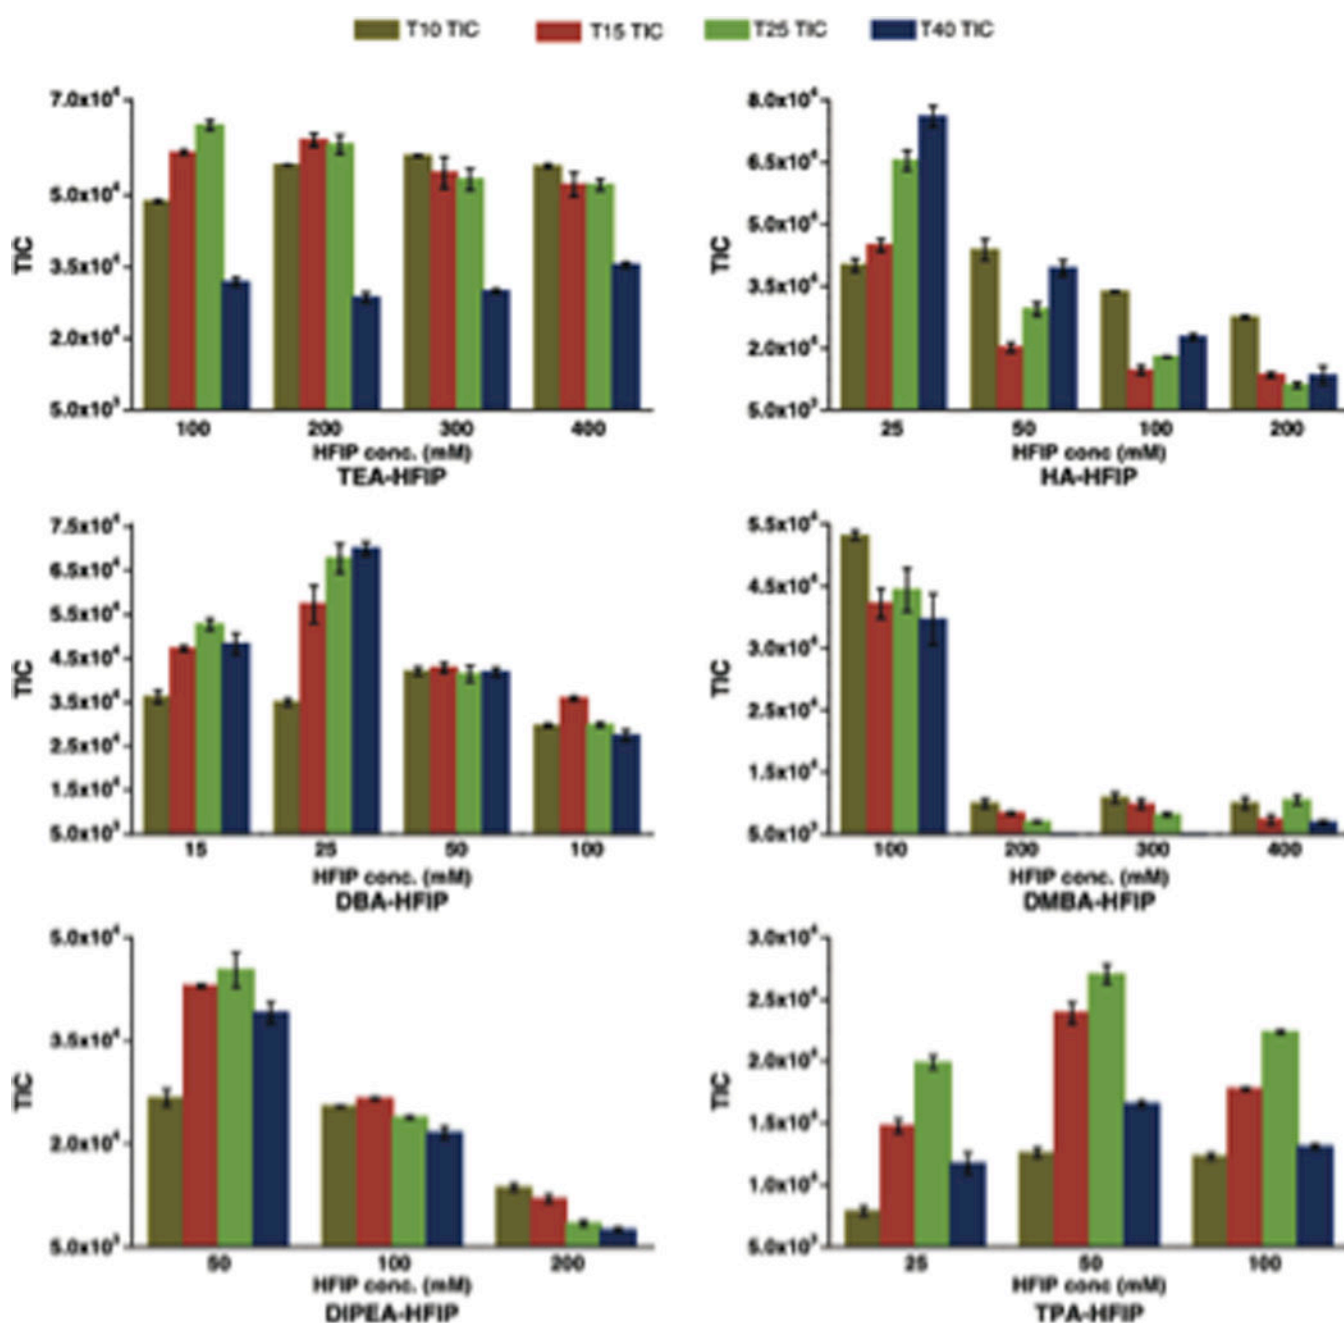 T10 TIC T15 TIC T25 TIC T40 TIC
7.0x10⁴
5.0x10⁴
3.5x10⁴
2.0x10⁴
5.0x10³
TIC
100 200 300 400
HFIP conc. (mM)
TEA-HFIP
8.0x10⁴
6.5x10⁴
5.0x10⁴
3.5x10⁴
2.0x10⁴
5.0x10³
TIC
25 50 100 200
HFIP conc (mM)
HA-HFIP
7.5x10⁴
6.5x10⁴
5.5x10⁴
4.5x10⁴
3.5x10⁴
2.5x10⁴
1.5x10⁴
5.0x10³
TIC
15 25 50 100
HFIP conc. (mM)
DBA-HFIP
5.5x10⁴
4.5x10⁴
3.0x10⁴
2.5x10⁴
1.5x10⁴
5.0x10³
TIC
100 200 300 400
HFIP conc. (mM)
DMBA-HFIP
5.0x10⁴
3.5x10⁴
2.0x10⁴
5.0x10³
TIC
50 100 200
HFIP conc. (mM)
DIPEA-HFIP
3.0x10⁴
2.5x10⁴
2.0x10⁴
1.5x10⁴
1.0x10⁴
5.0x10³
TIC
25 50 100
HFIP conc (mM)
TPA-HFIP